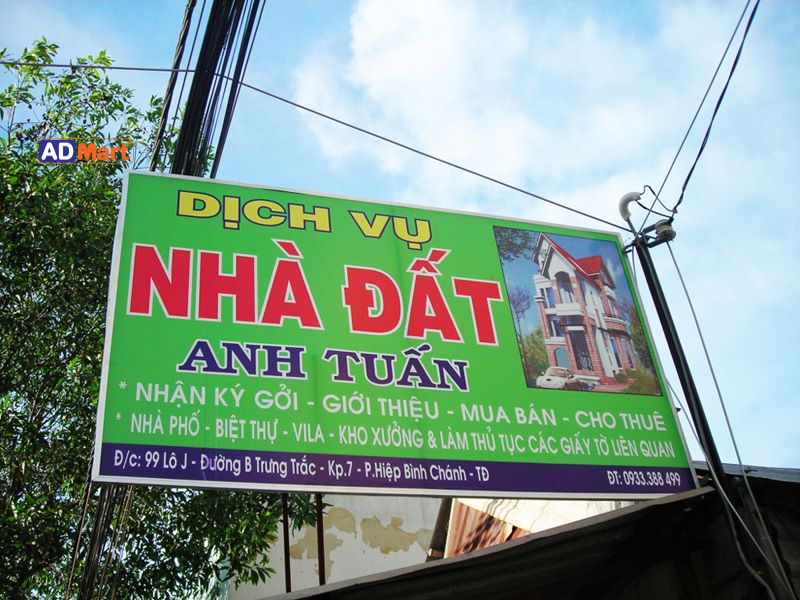 AD Mart
DỊCH VỤ
NHÀ ĐẤT
ANH TUẤN
* NHẬN KÝ GỞI - GIỚI THIỆU - MUA BÁN - CHO THUÊ
* NHÀ PHỐ - BIỆT THỰ - VILA - KHO XƯỞNG & LÀM THỦ TỤC CÁC GIẤY TỜ LIÊN QUAN
Đ/c: 99 Lô J - Đường B Trưng Trắc - Kp.7 - P.Hiệp Bình Chánh - TĐ
ĐT: 0933.388 499